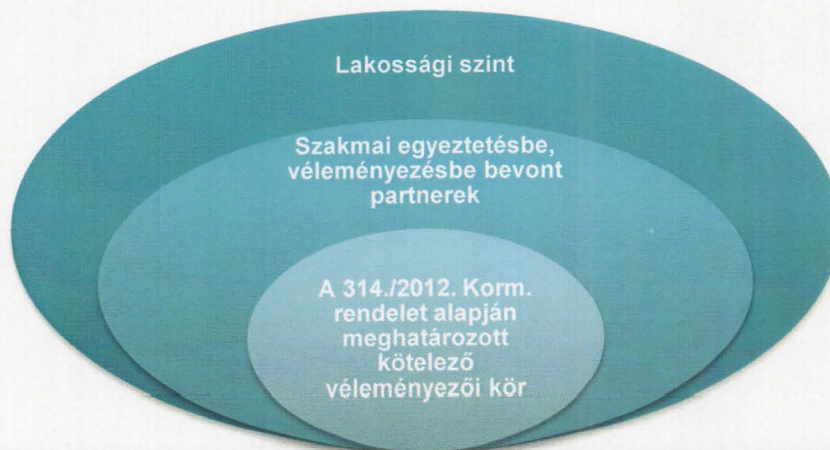 Lakossági szint
Szakmai egyeztetésbe,
véleményezésbe bevont
partnerek
A 314./2012. Korm.
rendelet alapján
meghatározott
kötelező
véleményezői kör